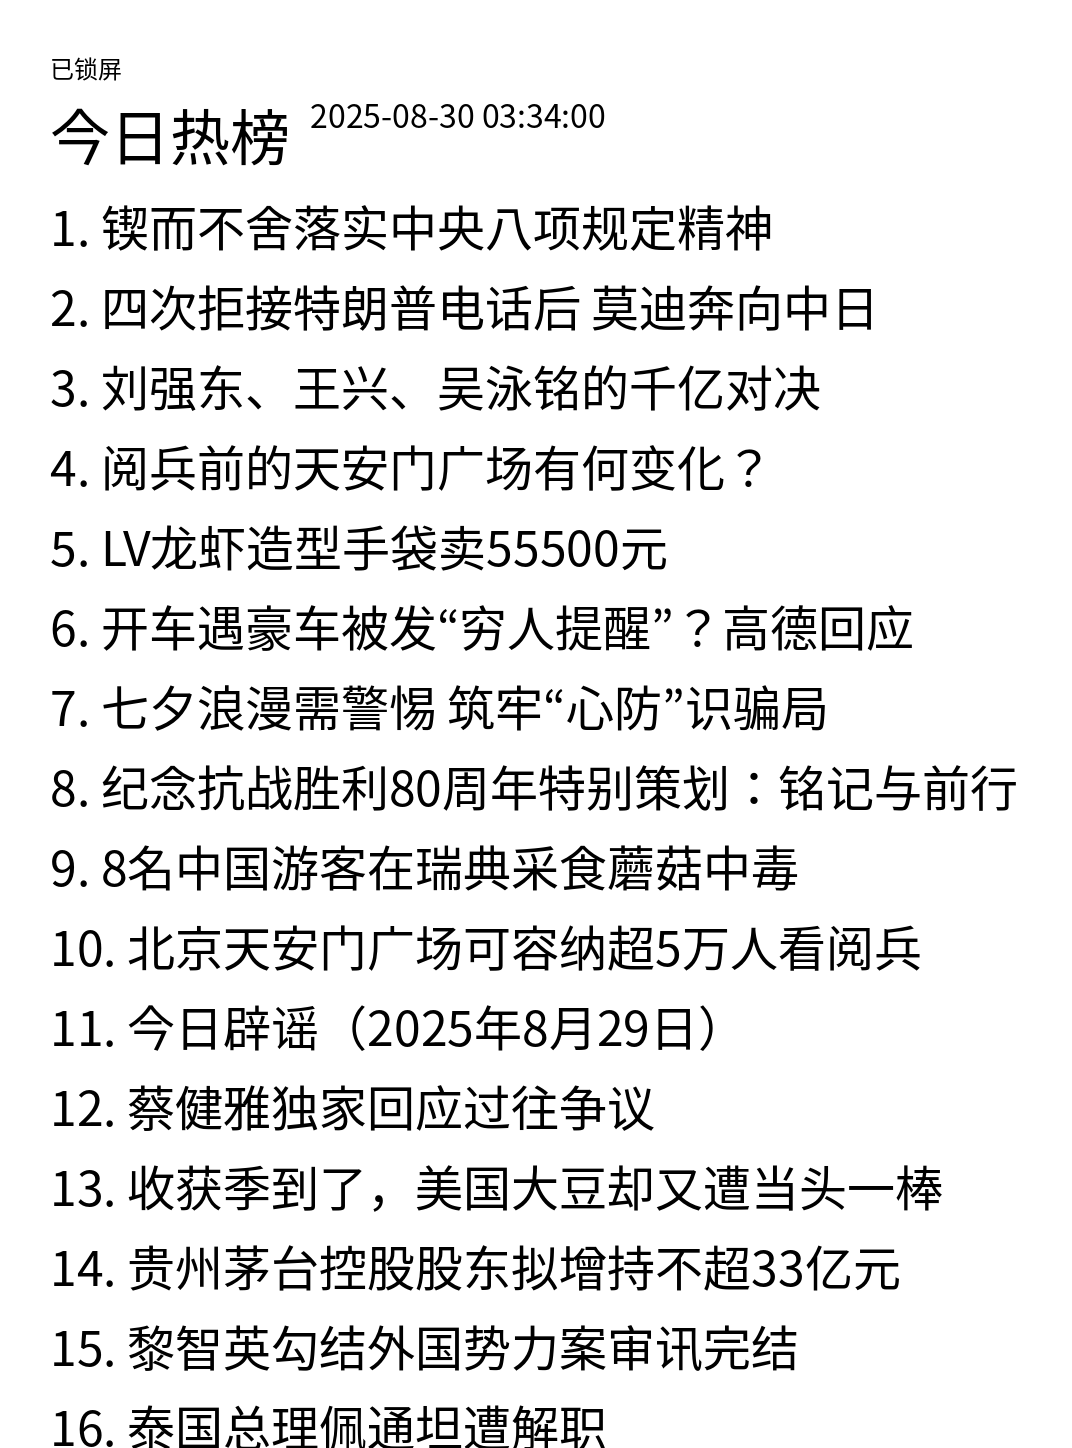 已锁屏
今日热榜 2025-08-30 03:34:00
1. 锲而不舍落实中央八项规定精神
2. 四次拒接特朗普电话后 莫迪奔向中日
3. 刘强东、王兴、吴泳铭的千亿对决
4. 阅兵前的天安门广场有何变化？
5. LV龙虾造型手袋卖55500元
6. 开车遇豪车被发“穷人提醒”？高德回应
7. 七夕浪漫需警惕 筑牢“心防”识骗局
8. 纪念抗战胜利80周年特别策划：铭记与前行
9. 8名中国游客在瑞典采食蘑菇中毒
10. 北京天安门广场可容纳超5万人看阅兵
11. 今日辟谣（2025年8月29日）
12. 蔡健雅独家回应过往争议
13. 收获季到了，美国大豆却又遭当头一棒
14. 贵州茅台控股股东拟增持不超33亿元
15. 黎智英勾结外国势力案审讯完结
16. 泰国总理佩通坦遭解职